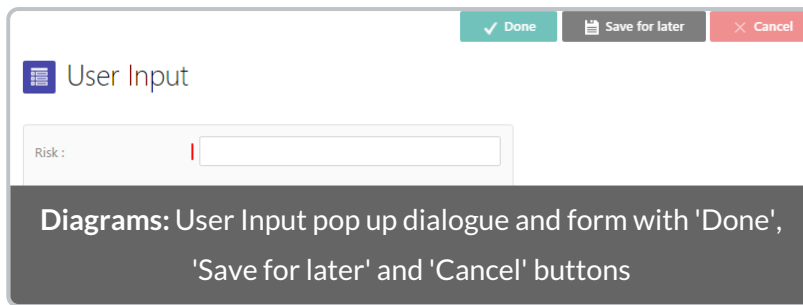 Done Save for later Cancel
User Input
Risk :
Diagrams: User Input pop up dialogue and form with 'Done',
'Save for later' and 'Cancel' buttons